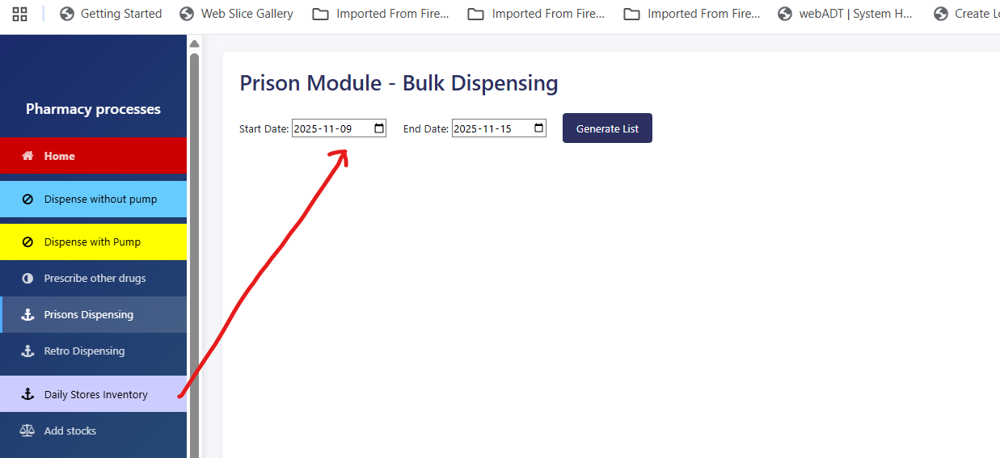 Getting Started Web Slice Gallery Imported From Fire... Imported From Fire... Imported From Fire... webADT | System H... Create Lo
Pharmacy processes
Home
Dispense without pump
Dispense with Pump
Prescribe other drugs
Prisons Dispensing
Retro Dispensing
Daily Stores Inventory
Add stocks
Prison Module - Bulk Dispensing
Start Date: 2025-11-09 End Date: 2025-11-15 Generate List